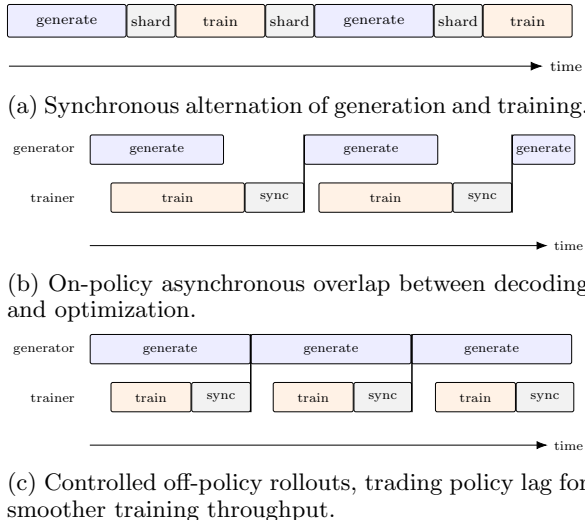 generate shard train shard generate shard train
time
(a) Synchronous alternation of generation and training.
generator generate generate generate
trainer train sync train sync
time
(b) On-policy asynchronous overlap between decoding
and optimization.
generator generate generate generate
trainer train sync train sync train sync
time
(c) Controlled off-policy rollouts, trading policy lag for
smoother training throughput.